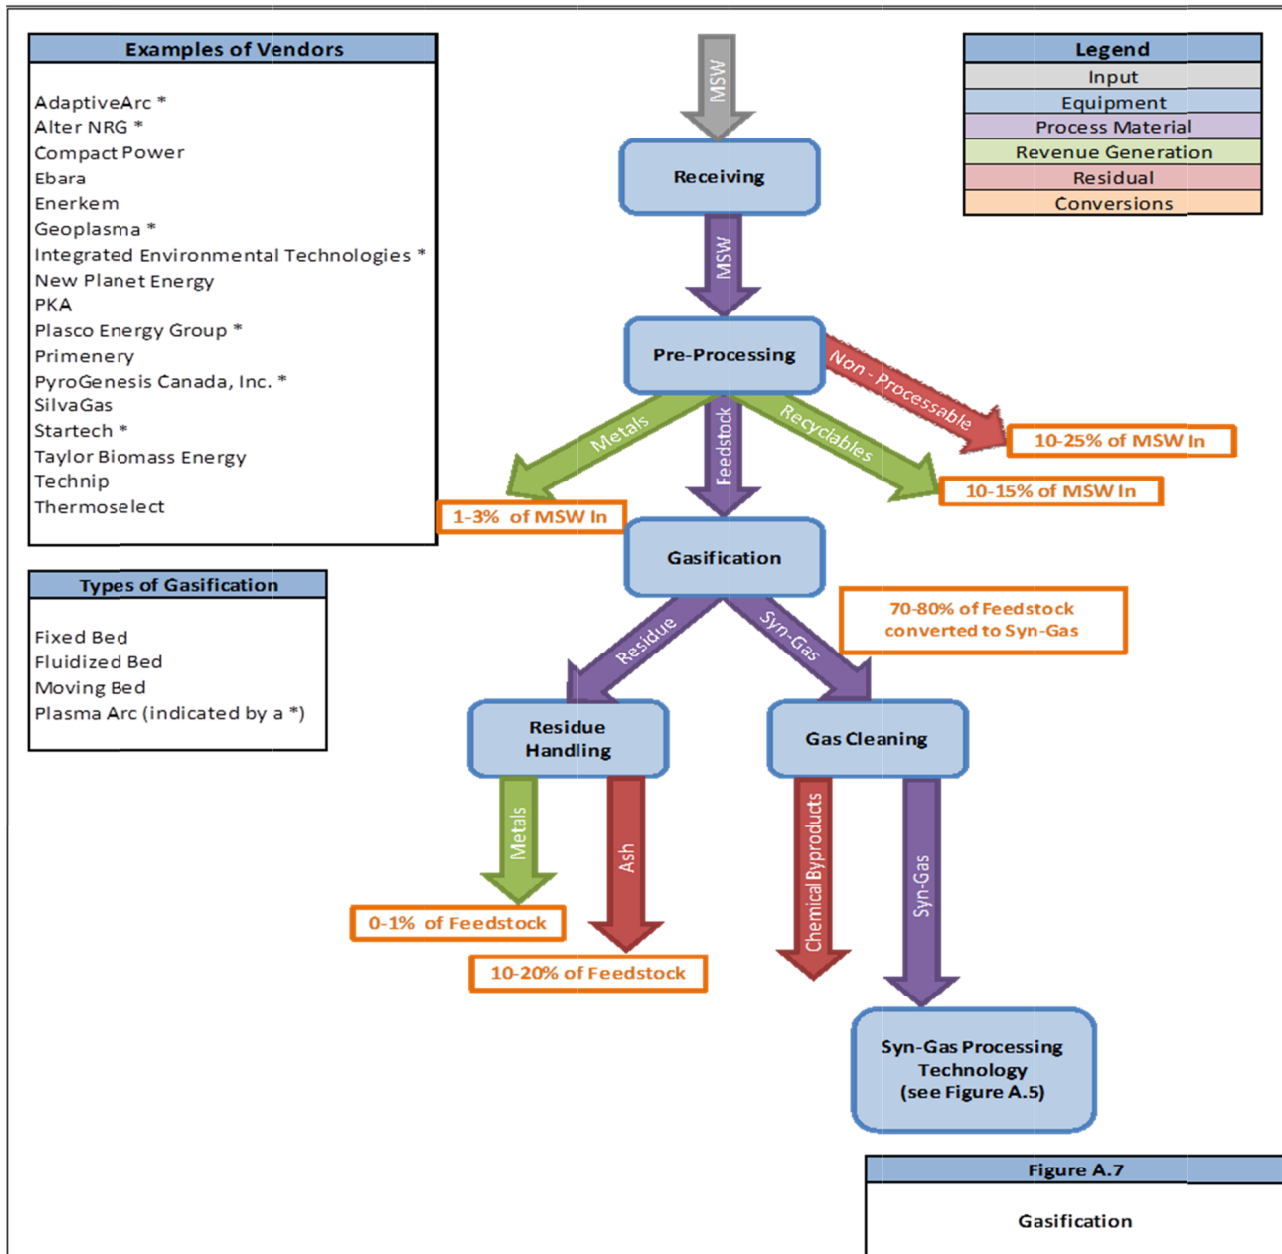 Examples of Vendors
AdaptiveArc *
Alter NRG *
Compact Power
Ebara
Enerkem
Geoplasma *
Integrated Environmental Technologies *
New Planet Energy
PKA
Plasco Energy Group *
Primenery
PyroGenesis Canada, Inc. *
SilvaGas
Startech *
Taylor Biomass Energy
Technip
Thermoselect
Types of Gasification
Fixed Bed
Fluidized Bed
Moving Bed
Plasma Arc (indicated by a *)
Legend
Input
Equipment
Process Material
Revenue Generation
Residual
Conversions
MSW
Receiving
MSW
Pre-Processing
Non - Processable
10-25% of MSW In
Metals
Feedstock
Recyclables
10-15% of MSW In
1-3% of MSW In
Gasification
70-80% of Feedstock
converted to Syn-Gas
Residue
Syn-Gas
Residue
Handling
Gas Cleaning
Metals
Ash
Chemical Byproducts
Syn-Gas
0-1% of Feedstock
10-20% of Feedstock
Syn-Gas Processing
Technology
(see Figure A.5)
Figure A.7
Gasification